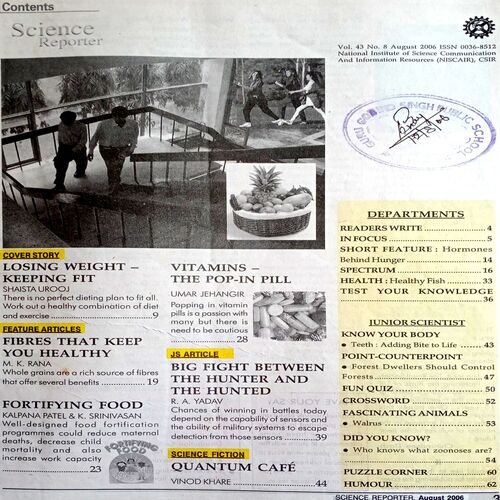 Contents
Science
Reporter
Vol. 43 No. 8 August 2006 ISSN 0036-8512
National Institute of Science Communication
And Information Resources (NISCAIR), CSIR
GURU GOBIND SINGH PUBLIC SCHOOL
COVER STORY
LOSING WEIGHT –
KEEPING FIT
SHAISTA UROOJ
There is no perfect dieting plan to fit all.
Work out a healthy combination of diet
and exercise ........ 9
FEATURE ARTICLES
FIBRES THAT KEEP
YOU HEALTHY
M. K. RANA
Whole grains are a rich source of fibres
that offer several benefits ........ 19
FORTIFYING FOOD
KALPANA PATEL & K. SRINIVASAN
Well-designed food fortification
programmes could reduce maternal
deaths, decrease child
mortality and also
increase work capacity
23
FORTIFYING
FOOD
VITAMINS –
THE POP-IN PILL
UMAR JEHANGIR
Popping in vitamin
pills is a passion with
many but there is
need to be cautious
........ 28
JS ARTICLE
BIG FIGHT BETWEEN
THE HUNTER AND
THE HUNTED
R. A. YADAV
Chances of winning in battles today
depend on the capability of sensors and
the ability of military systems to escape
detection from those sensors ........ 39
SCIENCE FICTION
QUANTUM CAFÉ
VINOD KHARE ........ 44
DEPARTMENTS
READERS WRITE ........ 4
IN FOCUS ........ 5
SHORT FEATURE : Hormones
Behind Hunger ........ 14
SPECTRUM ........ 16
HEALTH : Healthy Fish ........ 33
TEST YOUR KNOWLEDGE
........ 36
JUNIOR SCIENTIST
KNOW YOUR BODY
• Teeth : Adding Bite to Life ...... 43
POINT-COUNTERPOINT
• Forest Dwellers Should Control
Forests ........ 47
FUN QUIZ ........ 50
CROSSWORD ........ 52
FASCINATING ANIMALS
• Walrus ........ 53
DID YOU KNOW?
• Who knows what zoonoses are?
........ 54
PUZZLE CORNER ........ 60
HUMOUR ........ 62
SCIENCE REPORTER, August 2006